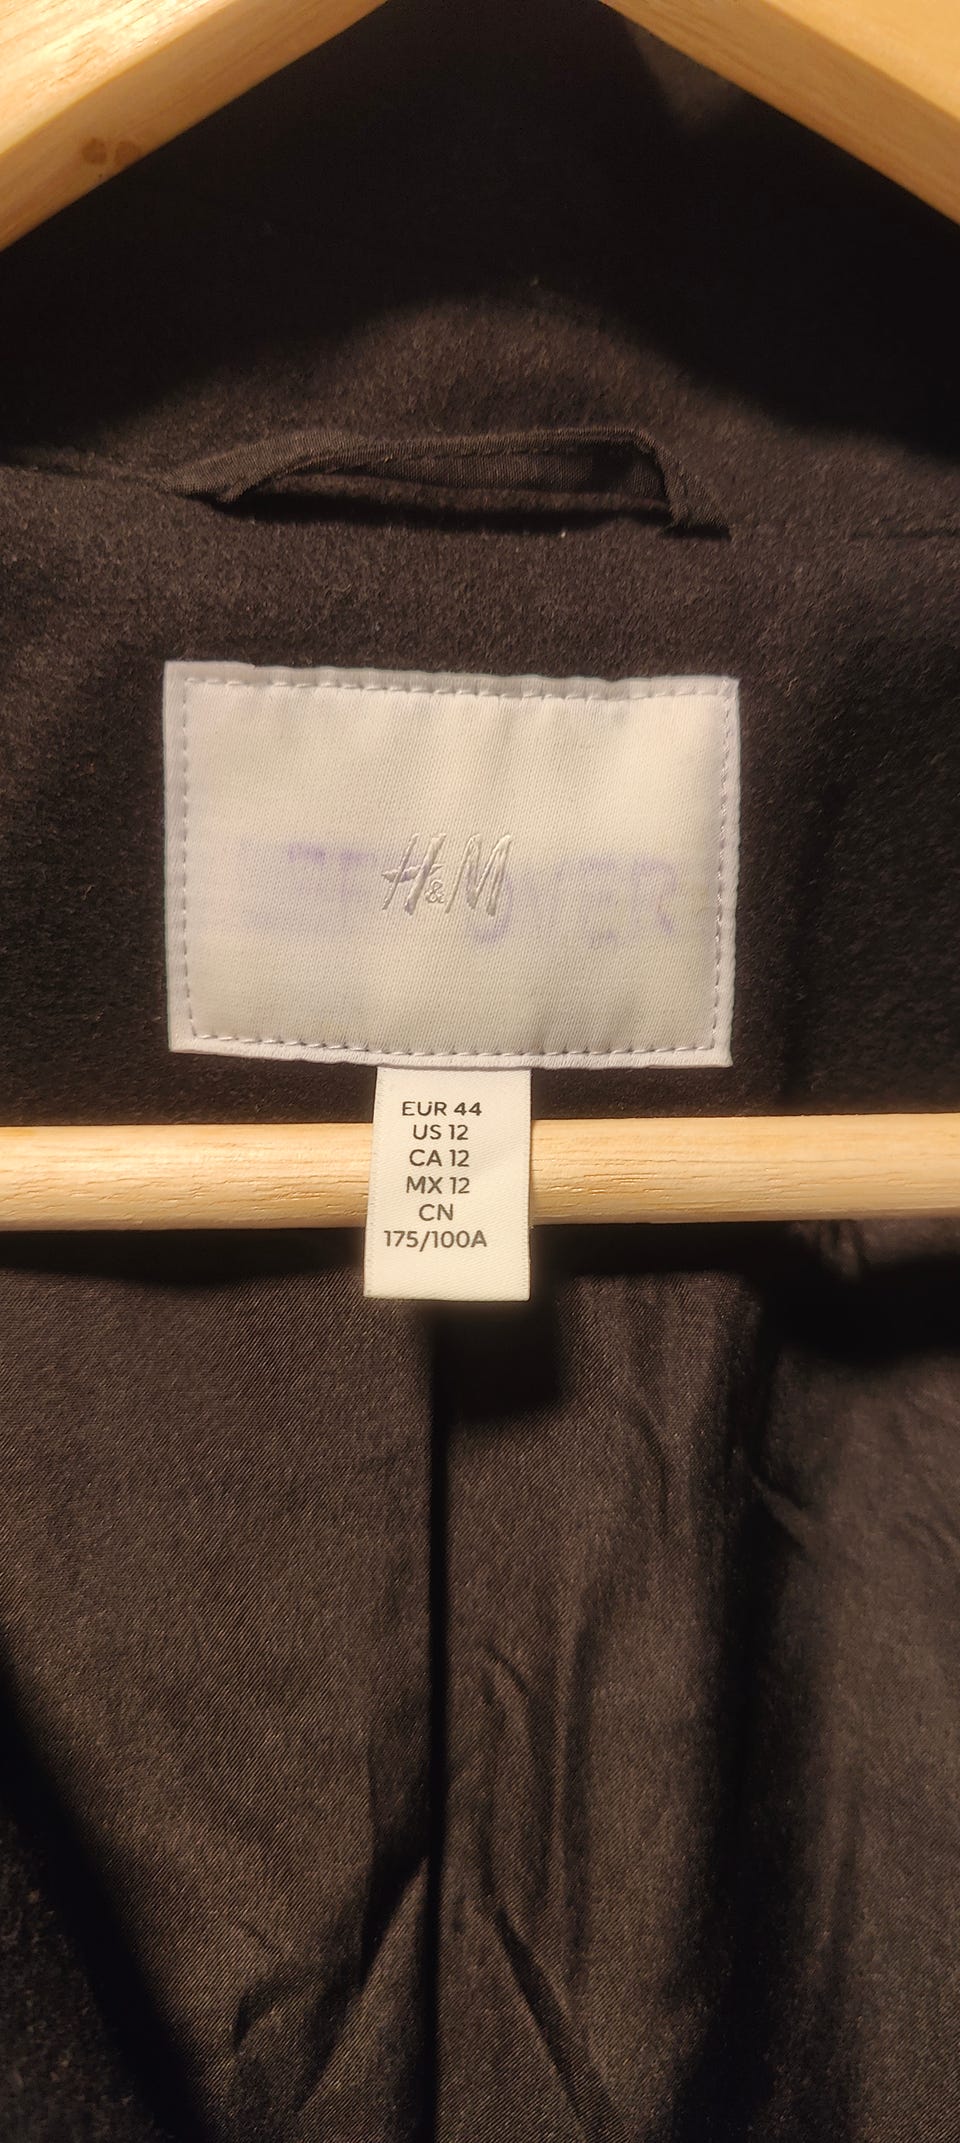 H&M
EUR 44
US 12
CA 12
MX 12
CN
175/100A